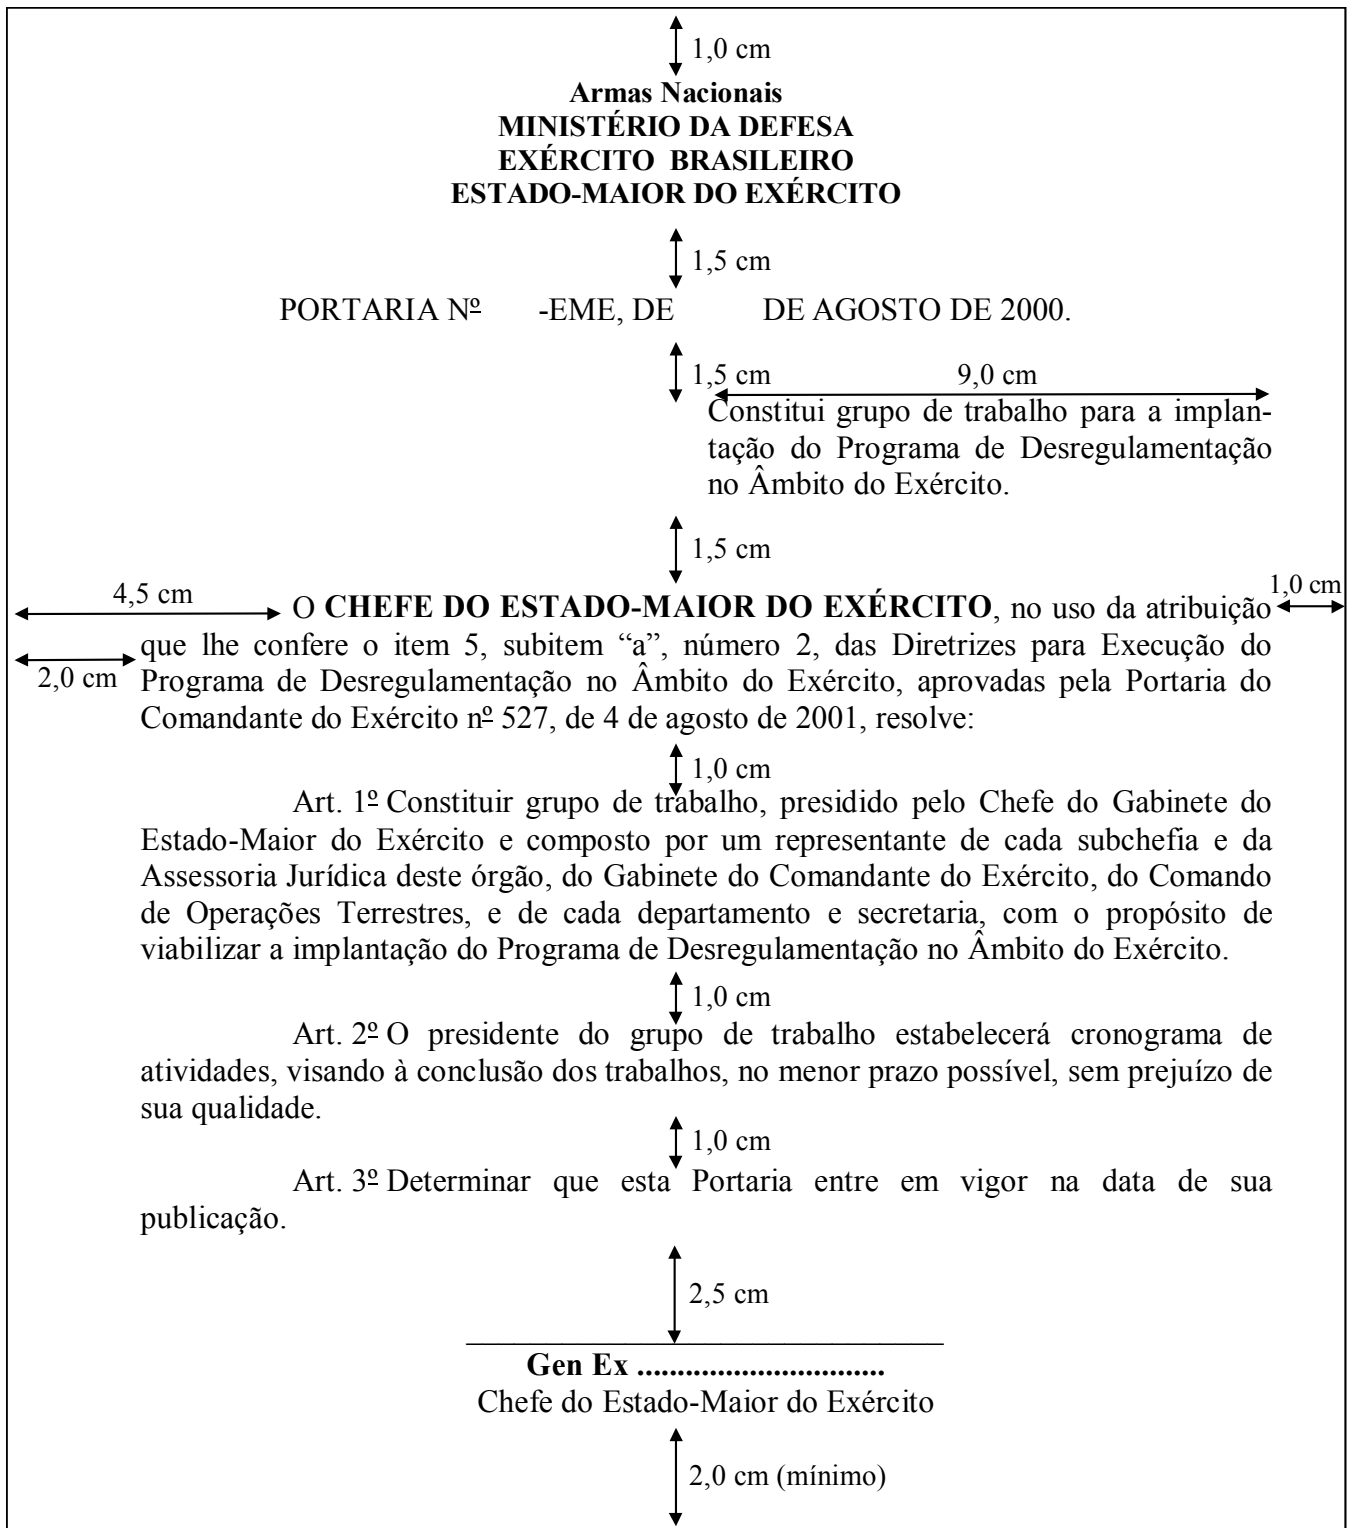 1,0 cm
Armas Nacionais
MINISTÉRIO DA DEFESA
EXÉRCITO BRASILEIRO
ESTADO-MAIOR DO EXÉRCITO
1,5 cm
PORTARIA Nº -EME, DE DE AGOSTO DE 2000.
1,5 cm 9,0 cm
Constitui grupo de trabalho para a implan-
tação do Programa de Desregulamentação
no Âmbito do Exército.
1,5 cm
4,5 cm 1,0 cm
O CHEFE DO ESTADO-MAIOR DO EXÉRCITO, no uso da atribuição
que lhe confere o item 5, subitem “a”, número 2, das Diretrizes para Execução do
2,0 cm Programa de Desregulamentação no Âmbito do Exército, aprovadas pela Portaria do
Comandante do Exército nº 527, de 4 de agosto de 2001, resolve:
1,0 cm
Art. 1º Constituir grupo de trabalho, presidido pelo Chefe do Gabinete do
Estado-Maior do Exército e composto por um representante de cada subchefia e da
Assessoria Jurídica deste órgão, do Gabinete do Comandante do Exército, do Comando
de Operações Terrestres, e de cada departamento e secretaria, com o propósito de
viabilizar a implantação do Programa de Desregulamentação no Âmbito do Exército.
1,0 cm
Art. 2º O presidente do grupo de trabalho estabelecerá cronograma de
atividades, visando à conclusão dos trabalhos, no menor prazo possível, sem prejuízo de
sua qualidade.
1,0 cm
Art. 3º Determinar que esta Portaria entre em vigor na data de sua
publicação.
2,5 cm
Gen Ex ...............................
Chefe do Estado-Maior do Exército
2,0 cm (mínimo)